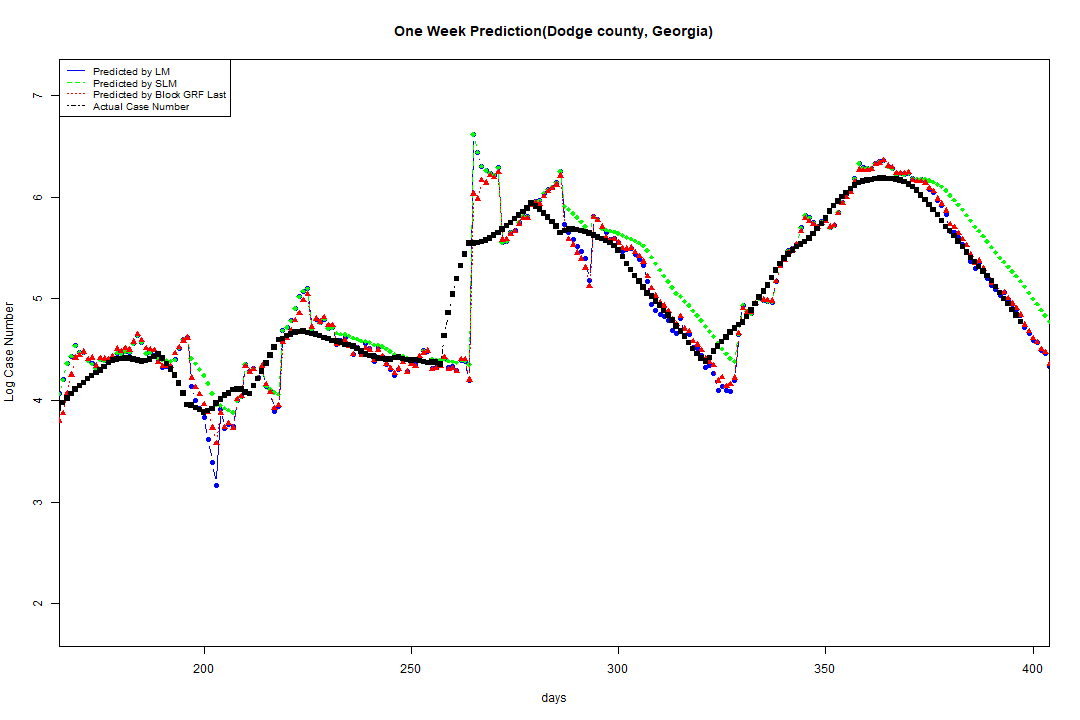 One Week Prediction(Dodge county, Georgia)
Predicted by LM
Predicted by SLM
Predicted by Block GRF Last
Actual Case Number
7
6
5
4
3
2
Log Case Number
200 250 300 350 400
days